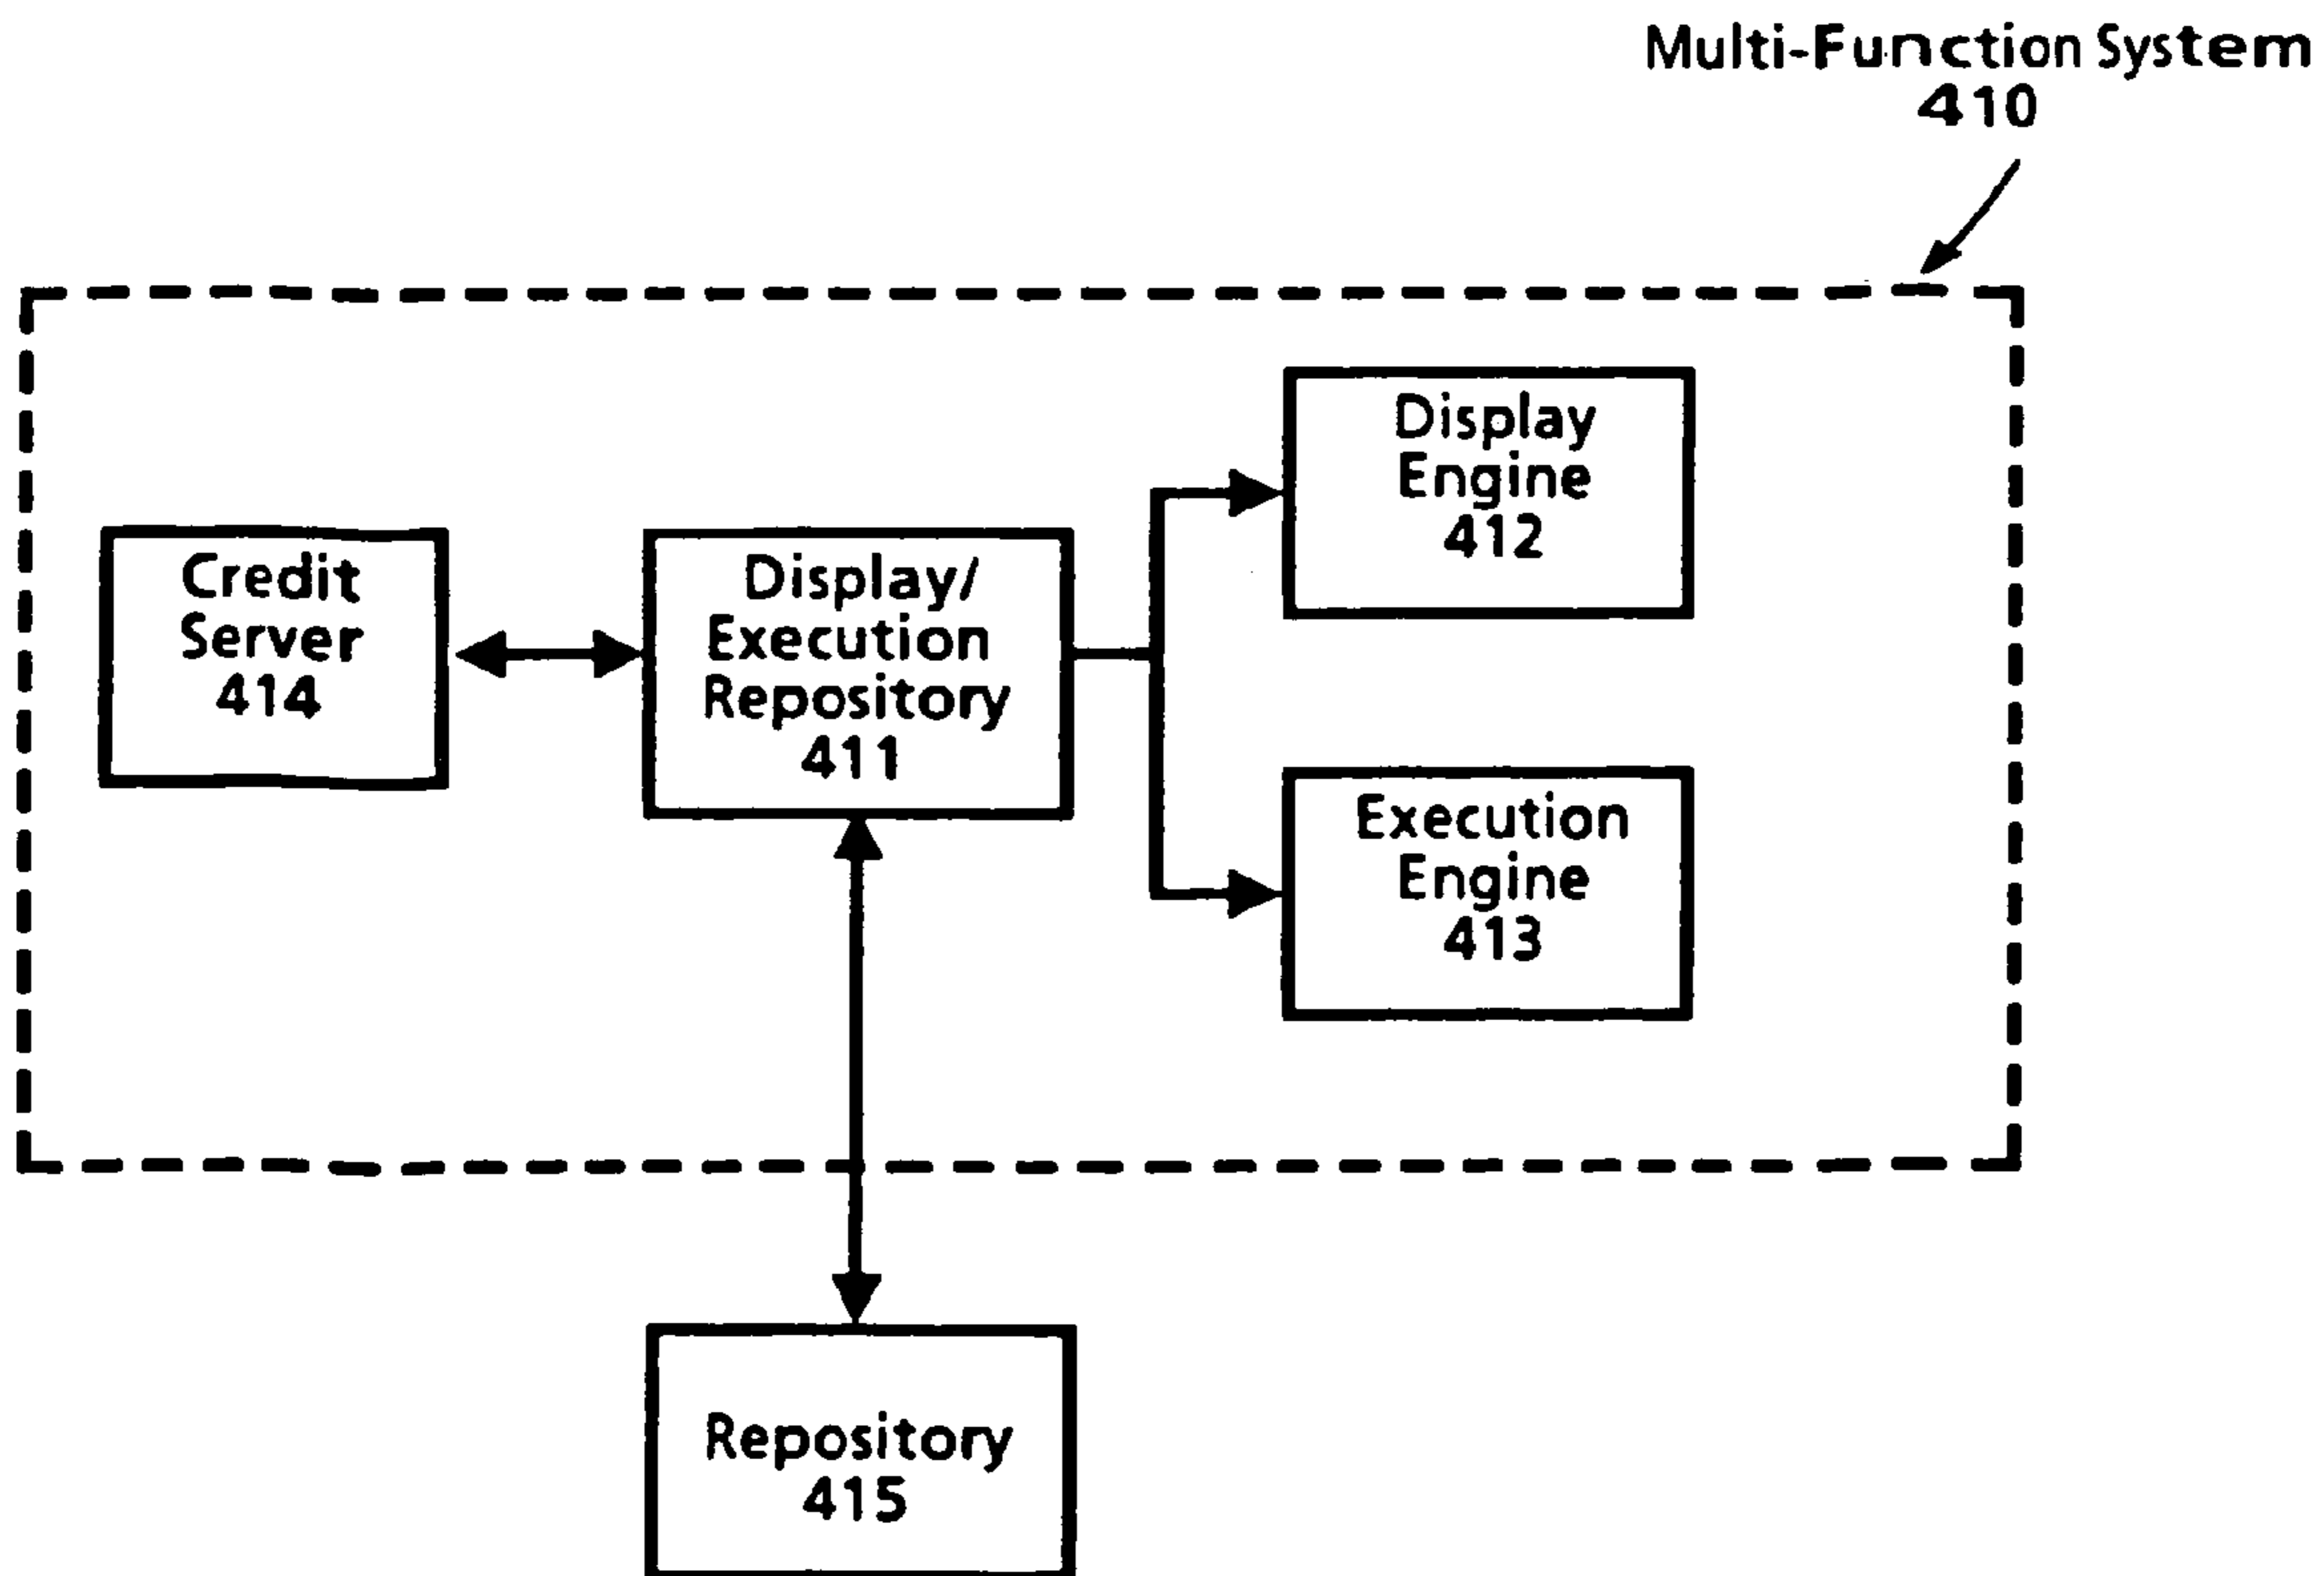 Multi-Function System
410
Display
Engine
412
Credit
Server
414
Display/
Execution
Repository
411
Execution
Engine
413
Repository
415